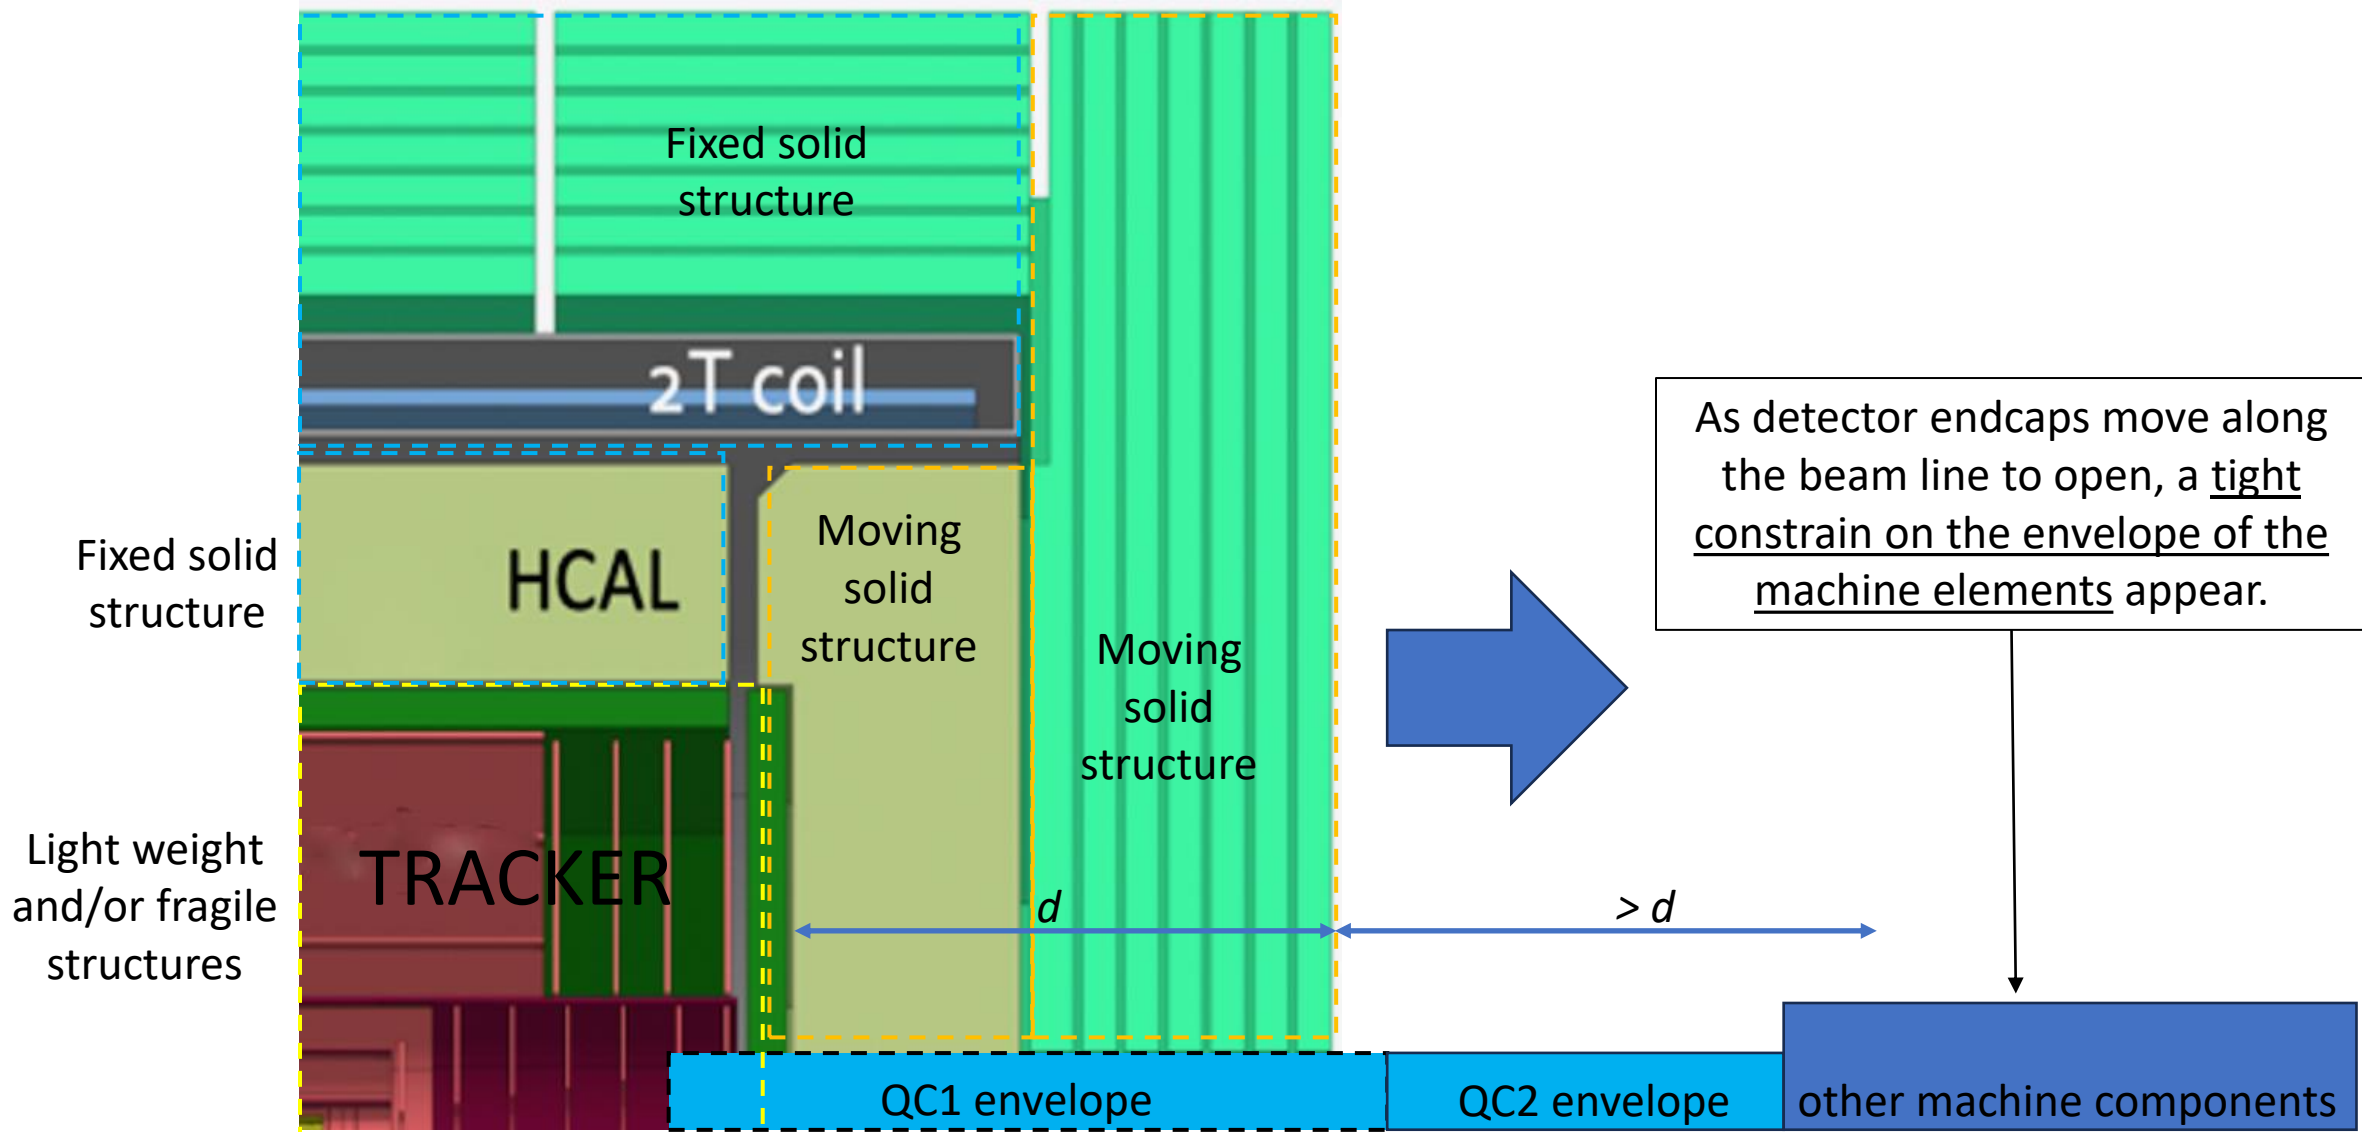 Fixed solid
structure
2T coil
As detector endcaps move along
the beam line to open, a tight
constrain on the envelope of the
machine elements appear.
Fixed solid
structure
HCAL
Moving
solid
structure
Moving
solid
structure
Light weight
and/or fragile
structures
TRACKER
d
> d
QC1 envelope
QC2 envelope
other machine components